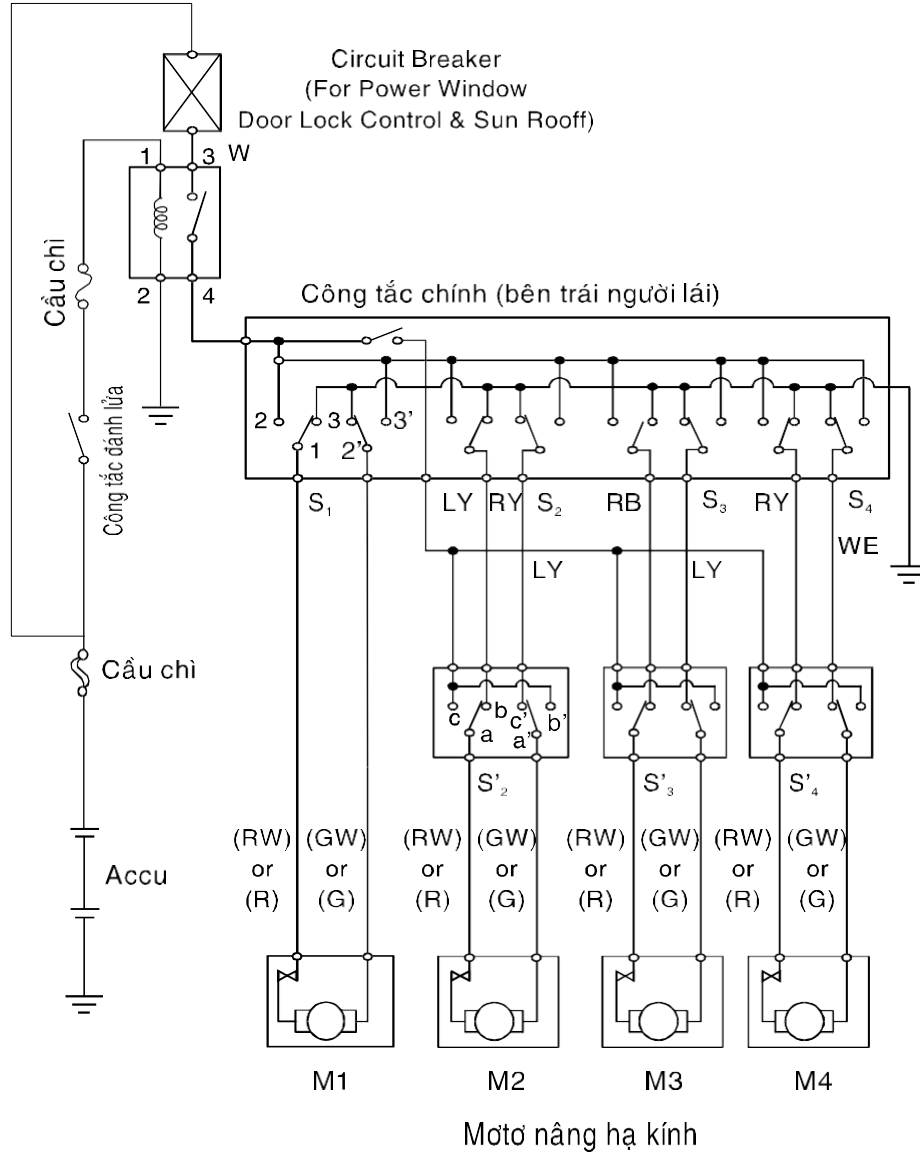 Circuit Breaker
(For Power Window
Door Lock Control & Sun Rooff)
1 3 W
2 4
Cầu chì
Công tắc chính (bên trái người lái)
2 3 3'
1 2'
Công tắc đánh lửa
S1 LY RY S2 RB S3 RY S4
WE
LY LY
Cầu chì
c b c' b'
a a'
S'2 S'3 S'4
(RW) (GW) (RW) (GW) (RW) (GW) (RW) (GW)
or or or or or or or or
(R) (G) (R) (G) (R) (G) (R) (G)
Accu
M1 M2 M3 M4
Mơtơ nâng hạ kính